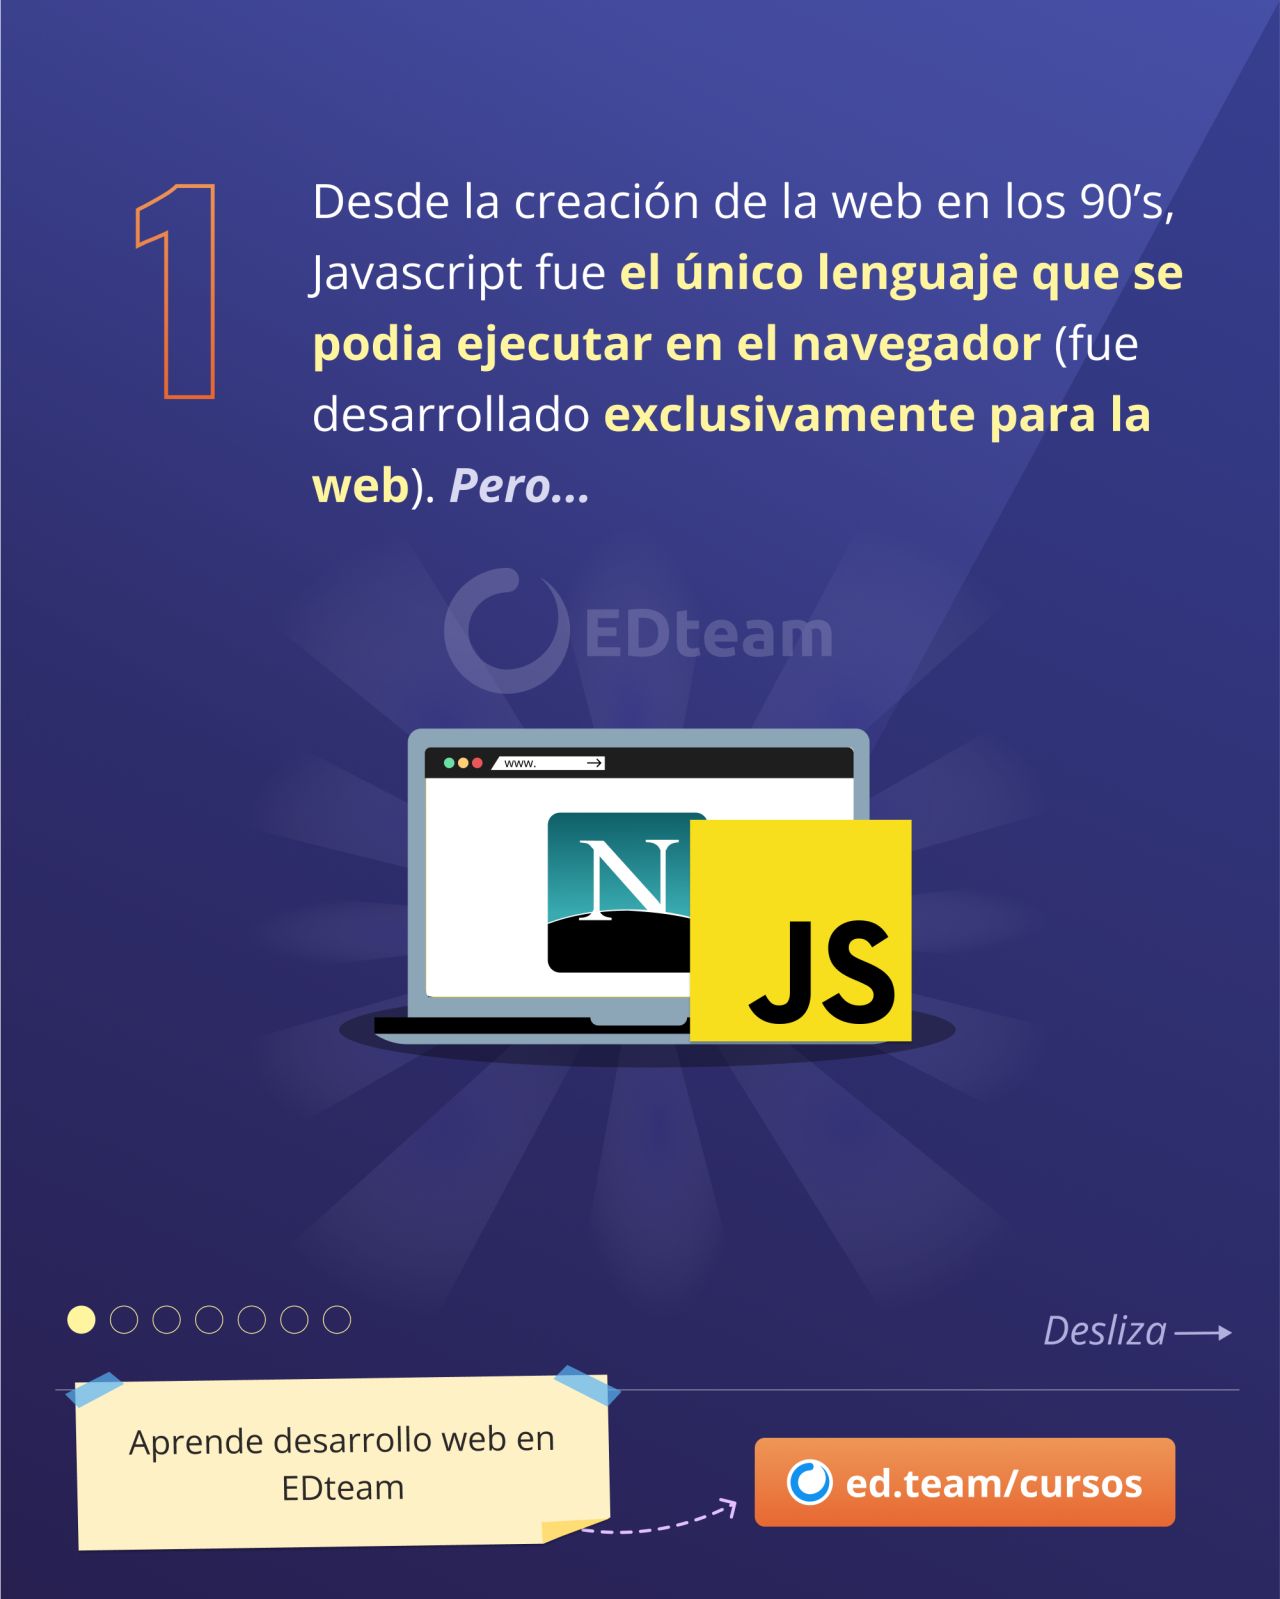 1
Desde la creación de la web en los 90’s,
Javascript fue el único lenguaje que se
podia ejecutar en el navegador (fue
desarrollado exclusivamente para la
web). Pero...
EDteam
www.
N
JS
Desliza
Aprende desarrollo web en
EDteam
ed.team/cursos